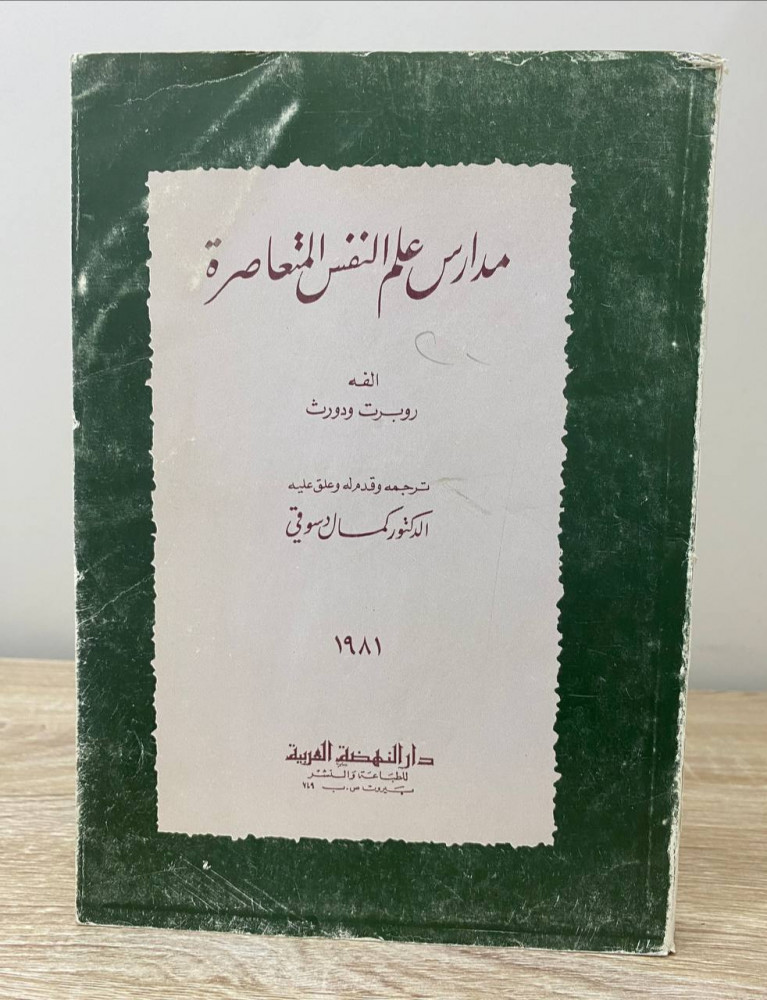 مدارس علم النفس المتعاصرة
الفه
روبرت ودورث
ترجمه وقدم له وعلق عليه
الدكتور كمال دسوقي
١٩٨١
دار النهضة العربية
للطباعة والنشر
بيروت ص.ب ٧٤٩